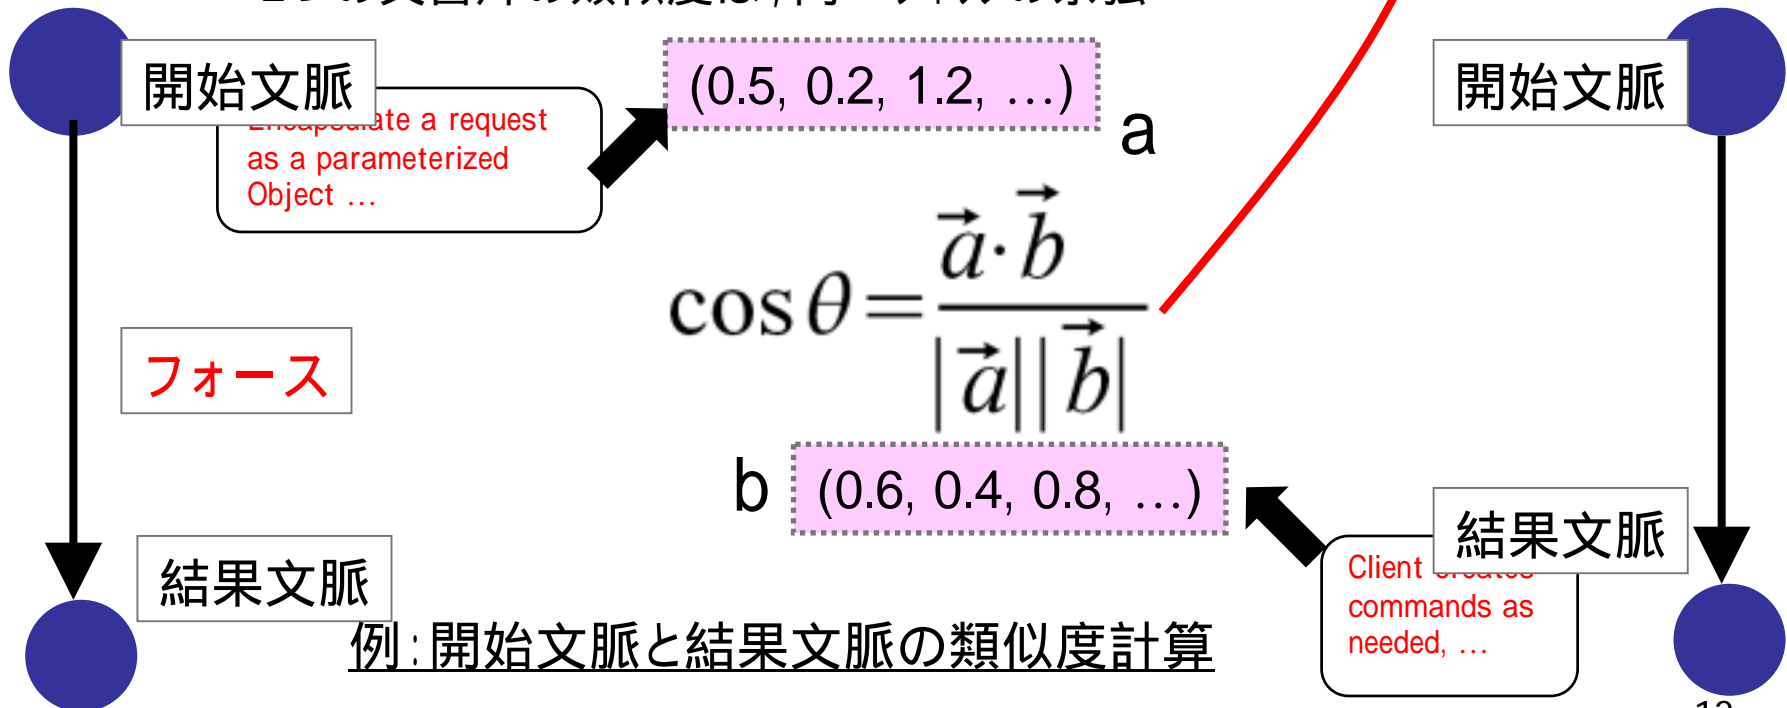 開始文脈
(0.5, 0.2, 1.2, …)
開始文脈
a request
as a parameterized
Object …
a
cos θ = a · b / |a| |b|
フォース
b
(0.6, 0.4, 0.8, …)
結果文脈
結果文脈
Client
commands as
needed, …
例:開始文脈と結果文脈の類似度計算